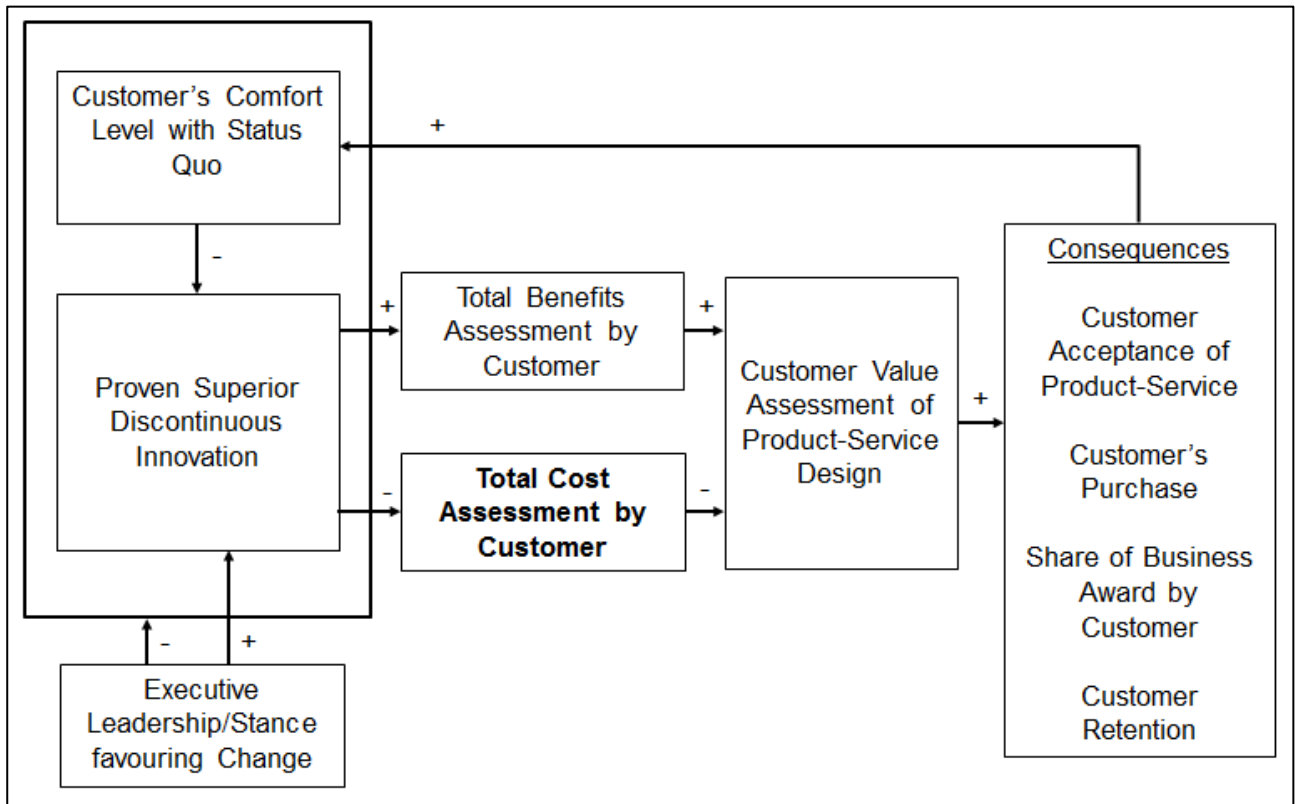 Customer's Comfort
Level with Status
Quo
+
-
Proven Superior
Discontinuous
Innovation
+
Total Benefits
Assessment by
Customer
+
-
Total Cost
Assessment by
Customer
-
Customer Value
Assessment of
Product-Service
Design
+
Consequences
Customer
Acceptance of
Product-Service
Customer's
Purchase
Share of Business
Award by
Customer
Customer
Retention
-
+
Executive
Leadership/Stance
favouring Change